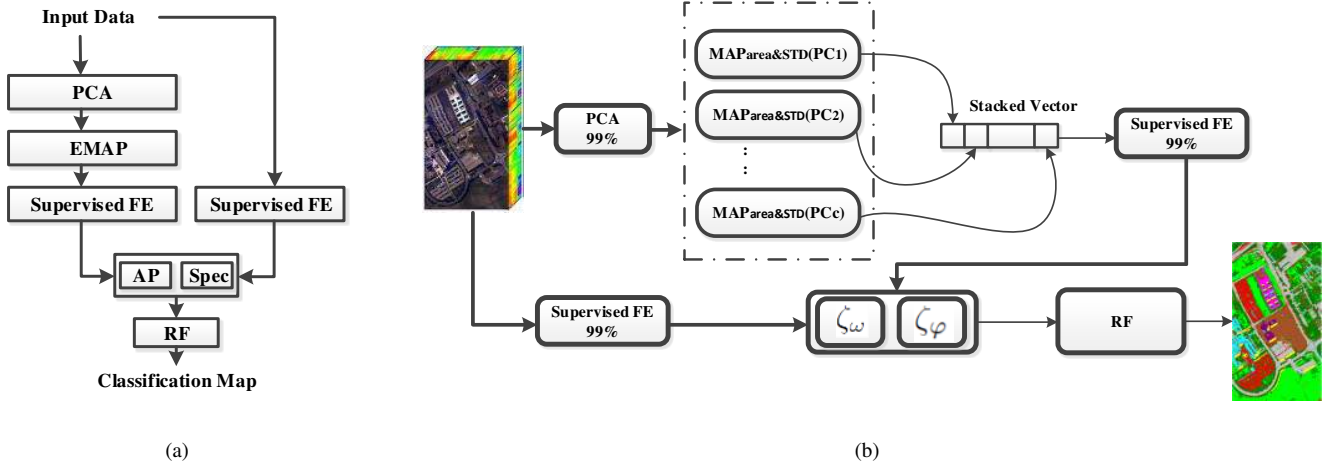 Input Data
PCA
EMAP
Supervised FE
Supervised FE
AP
Spec
RF
Classification Map
(a)
PCA
99%
MAParea&STD(PC1)
MAParea&STD(PC2)
⋮
MAParea&STD(PCc)
Stacked Vector
Supervised FE
99%
Supervised FE
99%
ζω
ζφ
RF
(b)